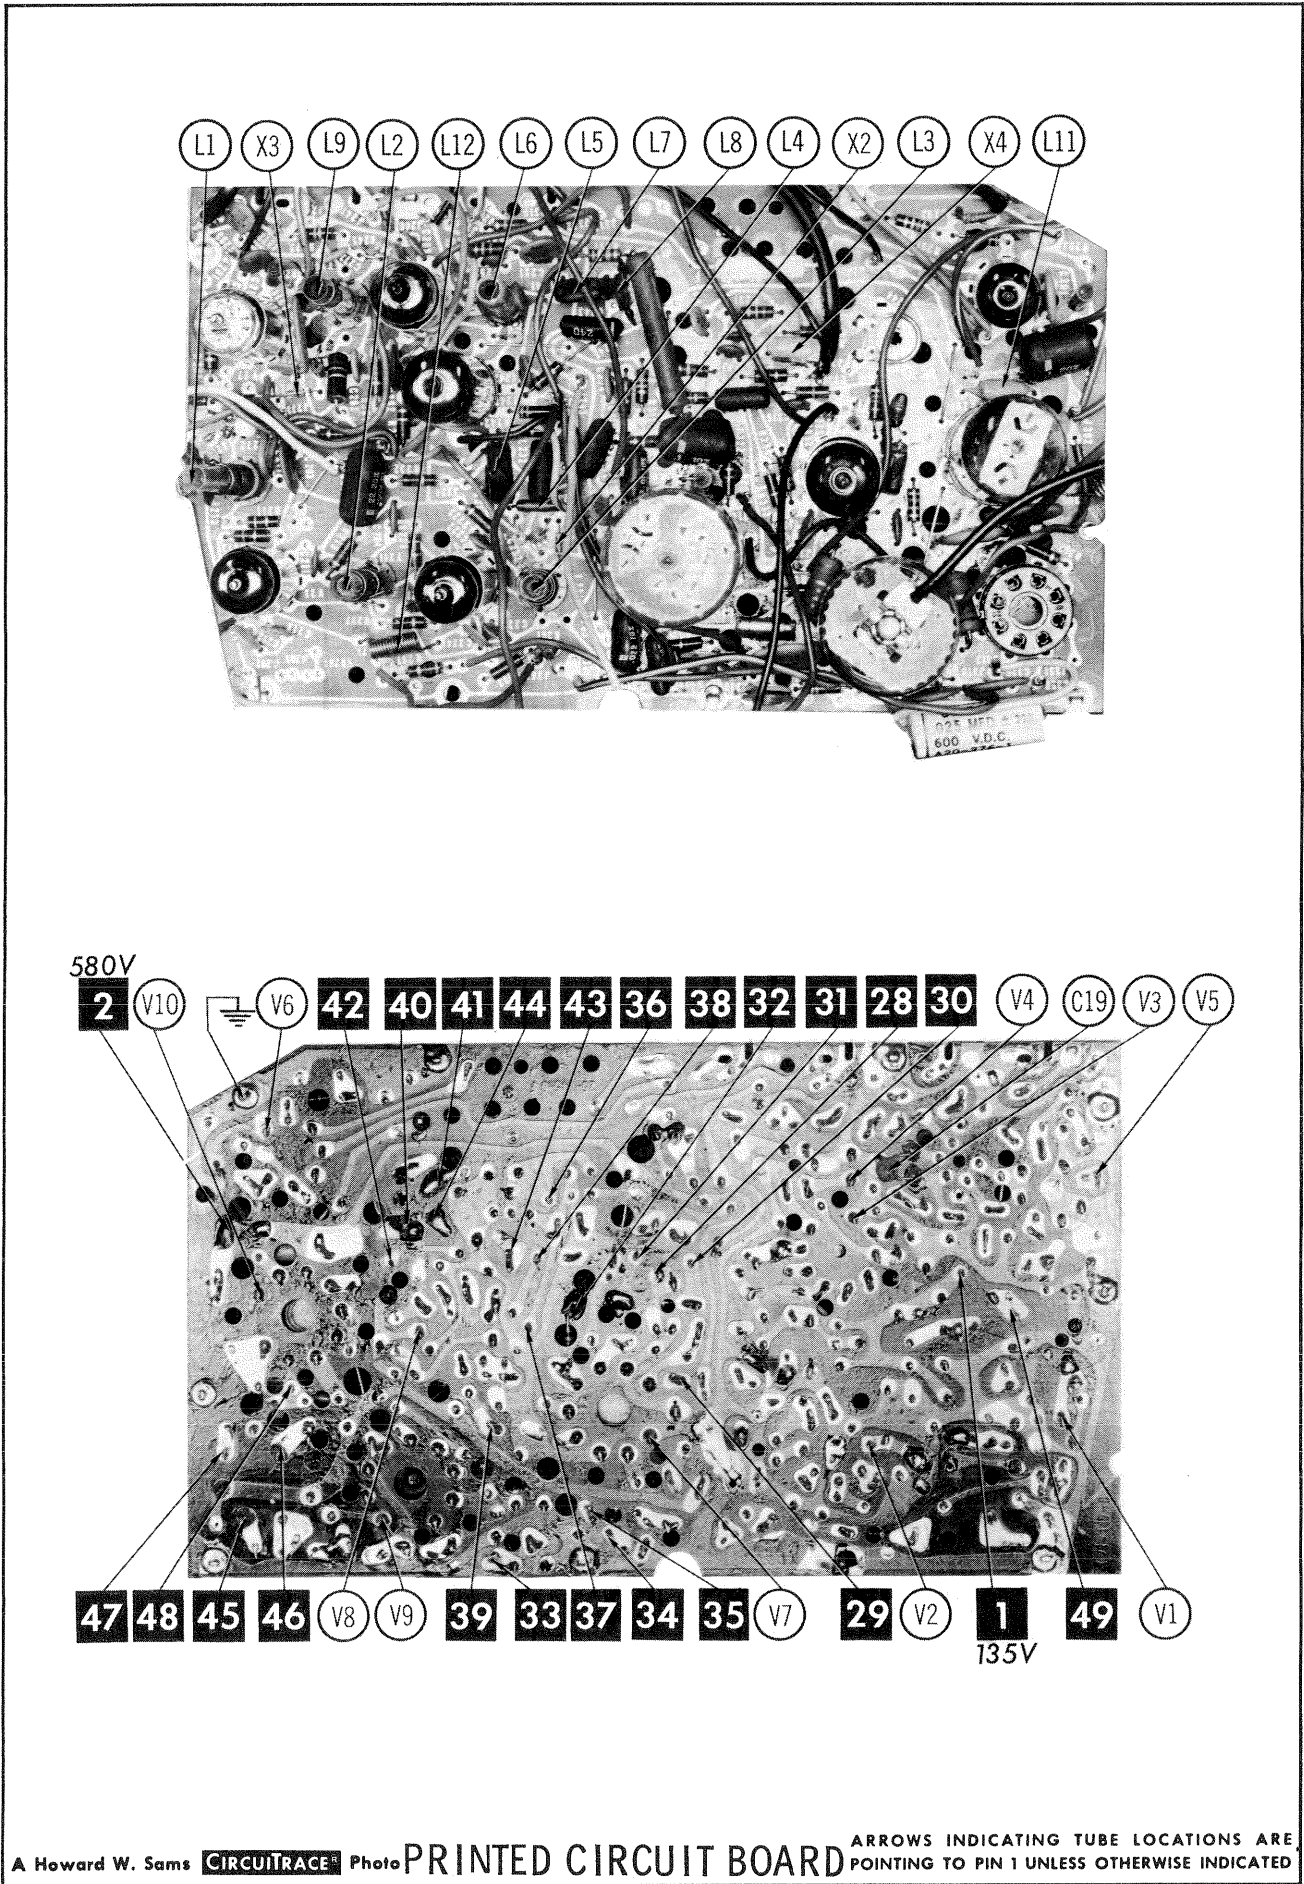 L1 X3 L9 L2 L12 L6 L5 L7 L8 L4 X2 L3 X4 L11
240
600 V.D.C.
580V
2 V10 V6 42 40 41 44 43 36 38 32 31 28 30 V4 C19 V3 V5
47 48 45 46 V8 V9 39 33 37 34 35 V7 29 V2 1 49 V1
135V
A Howard W. Sams CIRCUITRACE® Photo PRINTED CIRCUIT BOARD ARROWS INDICATING TUBE LOCATIONS ARE
POINTING TO PIN 1 UNLESS OTHERWISE INDICATED